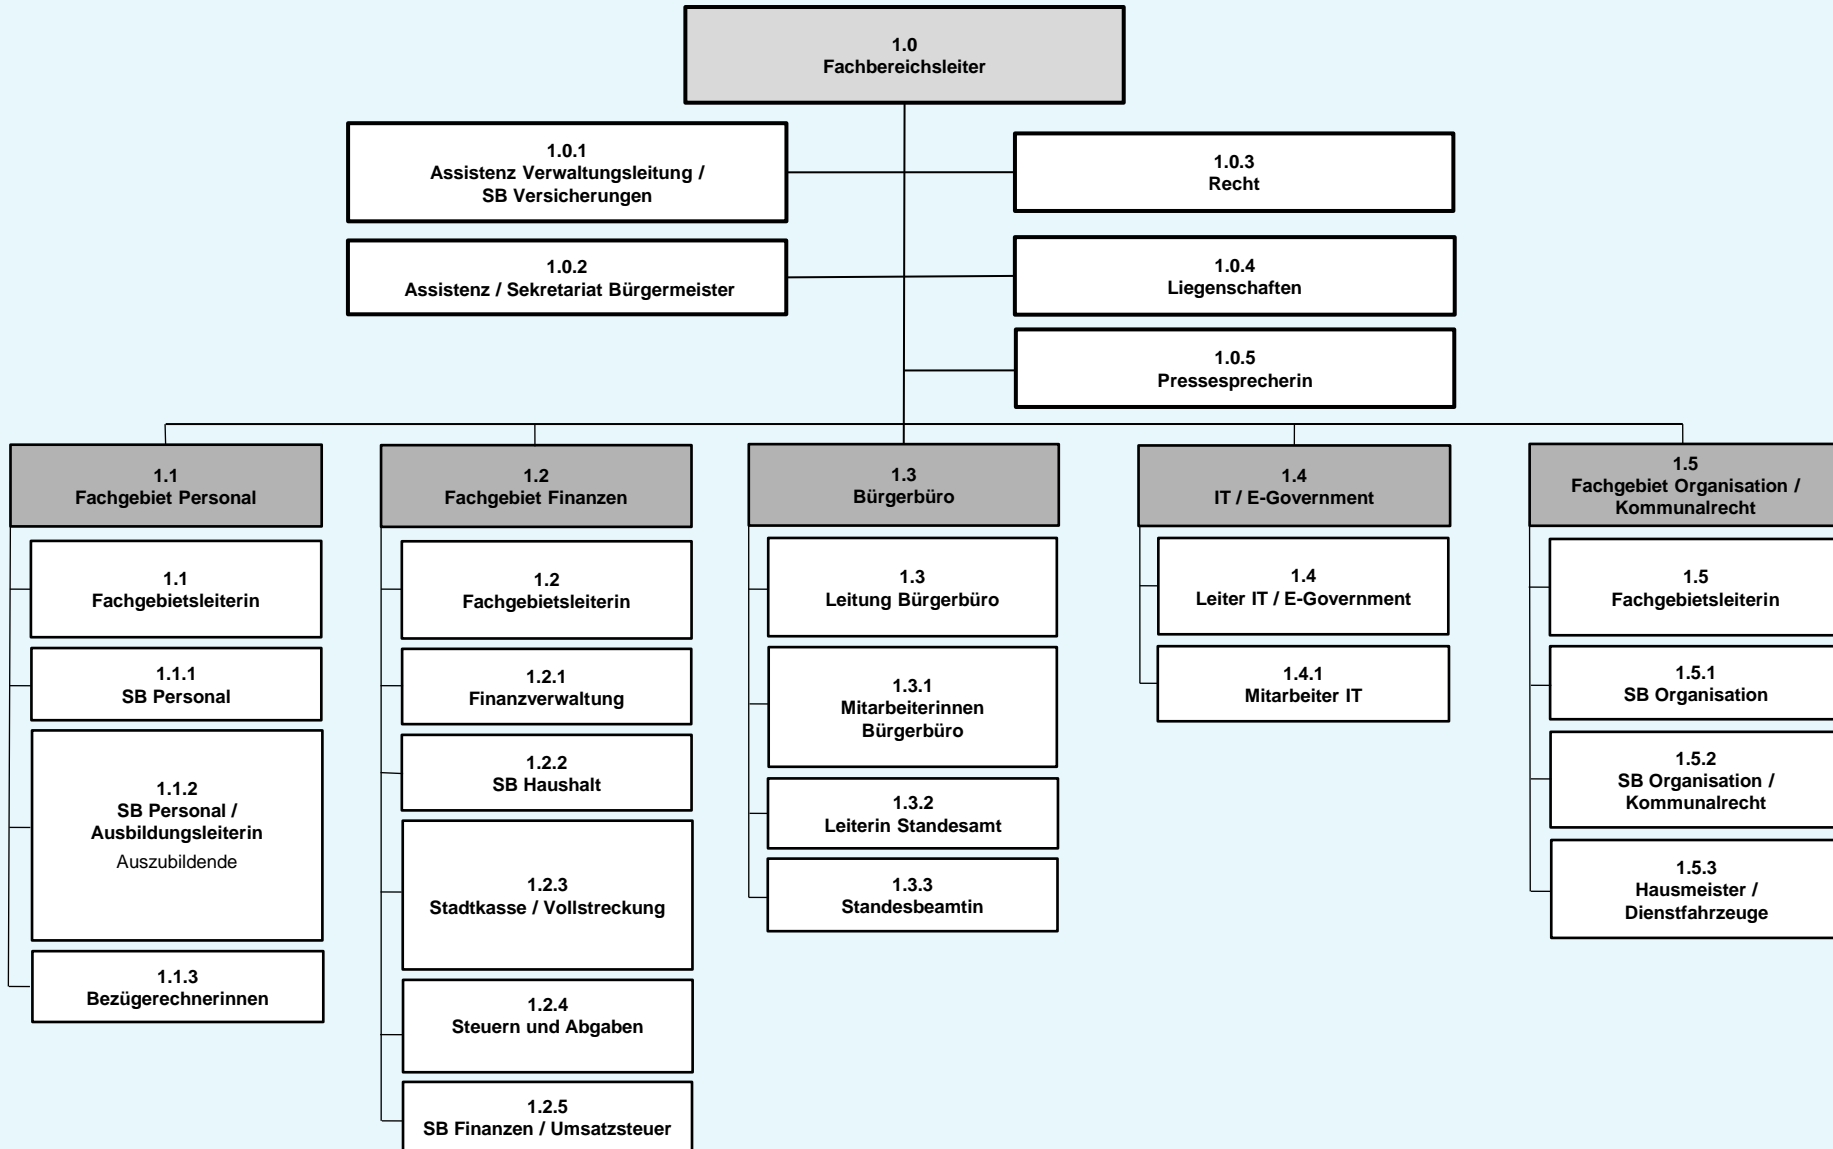 1.0
Fachbereichsleiter
1.0.1
Assistenz Verwaltungsleitung /
SB Versicherungen
1.0.3
Recht
1.0.2
Assistenz / Sekretariat Bürgermeister
1.0.4
Liegenschaften
1.0.5
Pressesprecherin
1.1
Fachgebiet Personal
1.1
Fachgebietsleiterin
1.1.1
SB Personal
1.1.2
SB Personal /
Ausbildungsleiterin
Auszubildende
1.1.3
Bezügerechnerinnen
1.2
Fachgebiet Finanzen
1.2
Fachgebietsleiterin
1.2.1
Finanzverwaltung
1.2.2
SB Haushalt
1.2.3
Stadtkasse / Vollstreckung
1.2.4
Steuern und Abgaben
1.2.5
SB Finanzen / Umsatzsteuer
1.3
Bürgerbüro
1.3
Leitung Bürgerbüro
1.3.1
Mitarbeiterinnen
Bürgerbüro
1.3.2
Leiterin Standesamt
1.3.3
Standesbeamtin
1.4
IT / E-Government
1.4
Leiter IT / E-Government
1.4.1
Mitarbeiter IT
1.5
Fachgebiet Organisation /
Kommunalrecht
1.5
Fachgebietsleiterin
1.5.1
SB Organisation
1.5.2
SB Organisation /
Kommunalrecht
1.5.3
Hausmeister /
Dienstfahrzeuge